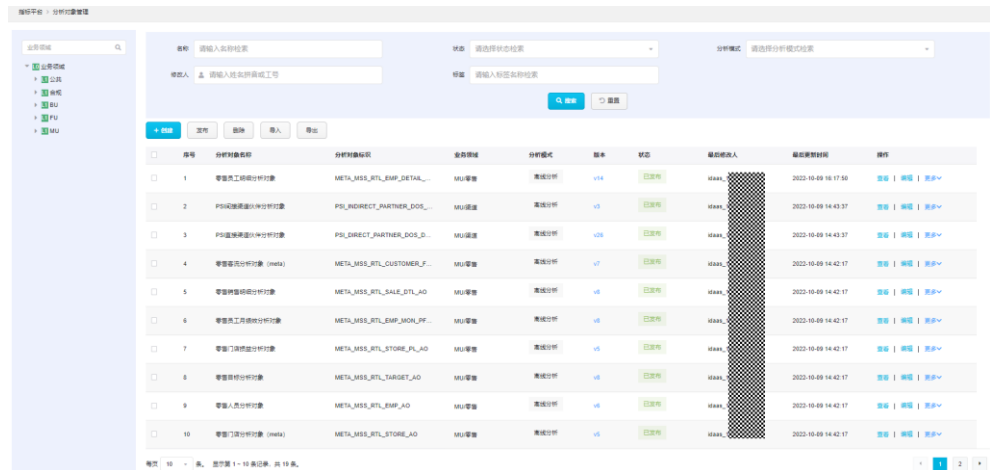 指标平台 > 分析对象管理
业务领域
业务领域
公共
合规
BU
FU
MU
名称 请输入名称检索 状态 请选择状态检索 分析模式 请选择分析模式检索
修改人 请输入姓名拼音或工号 标签 请输入标签名称检索
搜索 重置
+ 创建 发布 删除 导入 导出
序号 分析对象名称 分析对象标识 业务领域 分析模式 版本 状态 最后修改人 最后更新时间 操作
1 零售员工明细分析对象 META_MSS_RTL_EMP_DETAIL_... MU/零售 离线分析 v14 已发布 idaas_ 2022-10-09 16:17:50 查看 | 编辑 | 更多
2 PSI间接渠道伙伴分析对象 PSI_INDIRECT_PARTNER_DOS_... MU/渠道 离线分析 v3 已发布 idaas_ 2022-10-09 14:43:37 查看 | 编辑 | 更多
3 PSI直接渠道伙伴分析对象 PSI_DIRECT_PARTNER_DOS_D... MU/渠道 离线分析 v28 已发布 idaas_ 2022-10-09 14:43:37 查看 | 编辑 | 更多
4 零售客流分析对象 (meta) META_MSS_RTL_CUSTOMER_F... MU/零售 离线分析 v7 已发布 idaas_ 2022-10-09 14:42:17 查看 | 编辑 | 更多
5 零售销售明细分析对象 META_MSS_RTL_SALE_DTL_AO MU/零售 离线分析 v8 已发布 idaas_ 2022-10-09 14:42:17 查看 | 编辑 | 更多
6 零售员工月绩效分析对象 META_MSS_RTL_EMP_MON_PF... MU/零售 离线分析 v8 已发布 idaas_ 2022-10-09 14:42:17 查看 | 编辑 | 更多
7 零售门店损益分析对象 META_MSS_RTL_STORE_PL_AO MU/零售 离线分析 v5 已发布 idaas_ 2022-10-09 14:42:17 查看 | 编辑 | 更多
8 零售目标分析对象 META_MSS_RTL_TARGET_AO MU/零售 离线分析 v8 已发布 idaas_ 2022-10-09 14:42:17 查看 | 编辑 | 更多
9 零售人员分析对象 META_MSS_RTL_EMP_AO MU/零售 离线分析 v6 已发布 idaas_ 2022-10-09 14:42:17 查看 | 编辑 | 更多
10 零售门店分析对象 (meta) META_MSS_RTL_STORE_AO MU/零售 离线分析 v5 已发布 idaas_ 2022-10-09 14:42:17 查看 | 编辑 | 更多
每页 10 条。 显示第 1 - 10 条记录，共 19 条。 1 2